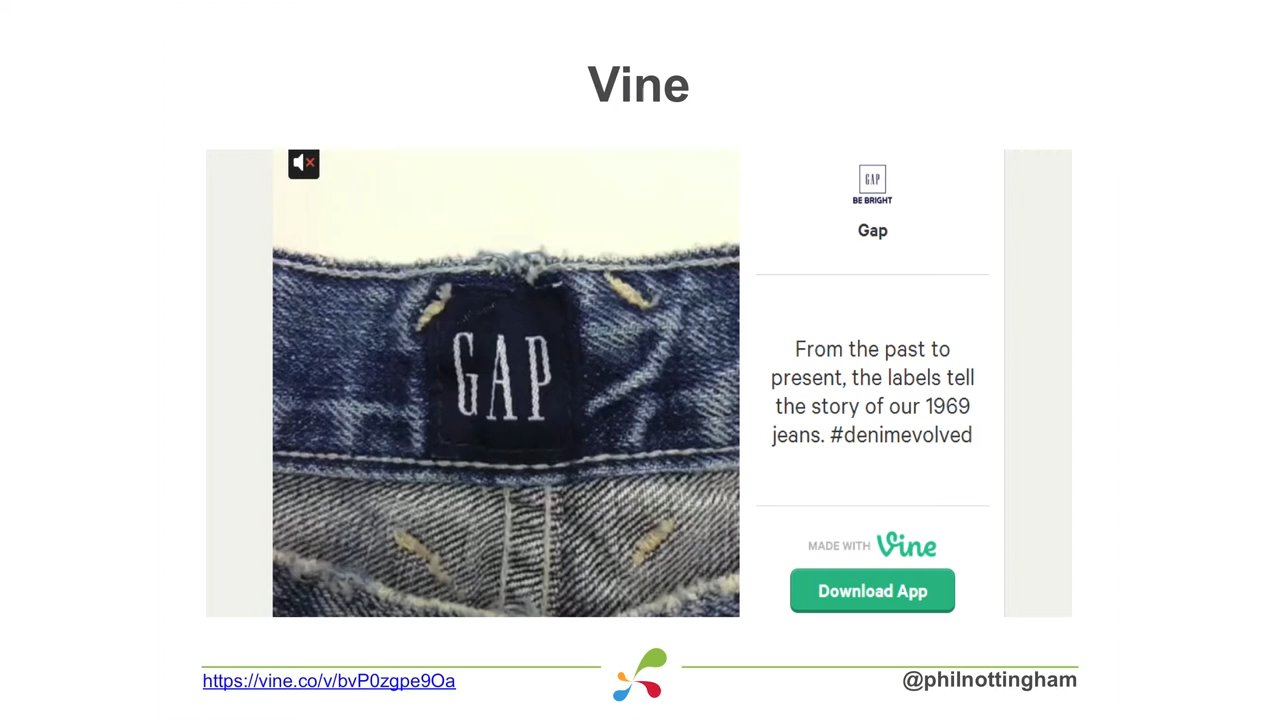 Vine
GAP
GAP
BE BRIGHT
Gap
From the past to
present, the labels tell
the story of our 1969
jeans. #denimevolved
MADE WITH Vine
Download App
https://vine.co/v/bvP0zgpe9Oa
@philnottingham